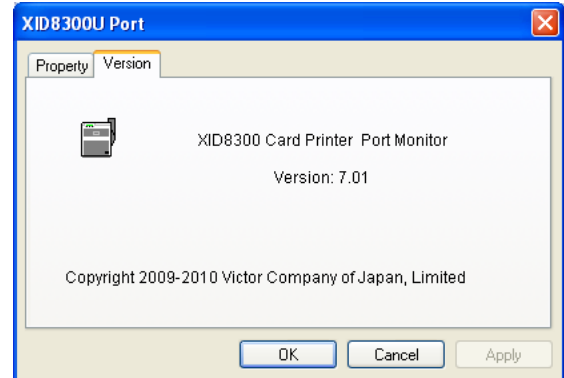 XID8300U Port
Property Version
XID8300 Card Printer Port Monitor
Version: 7.01
Copyright 2009-2010 Victor Company of Japan, Limited
OK Cancel Apply